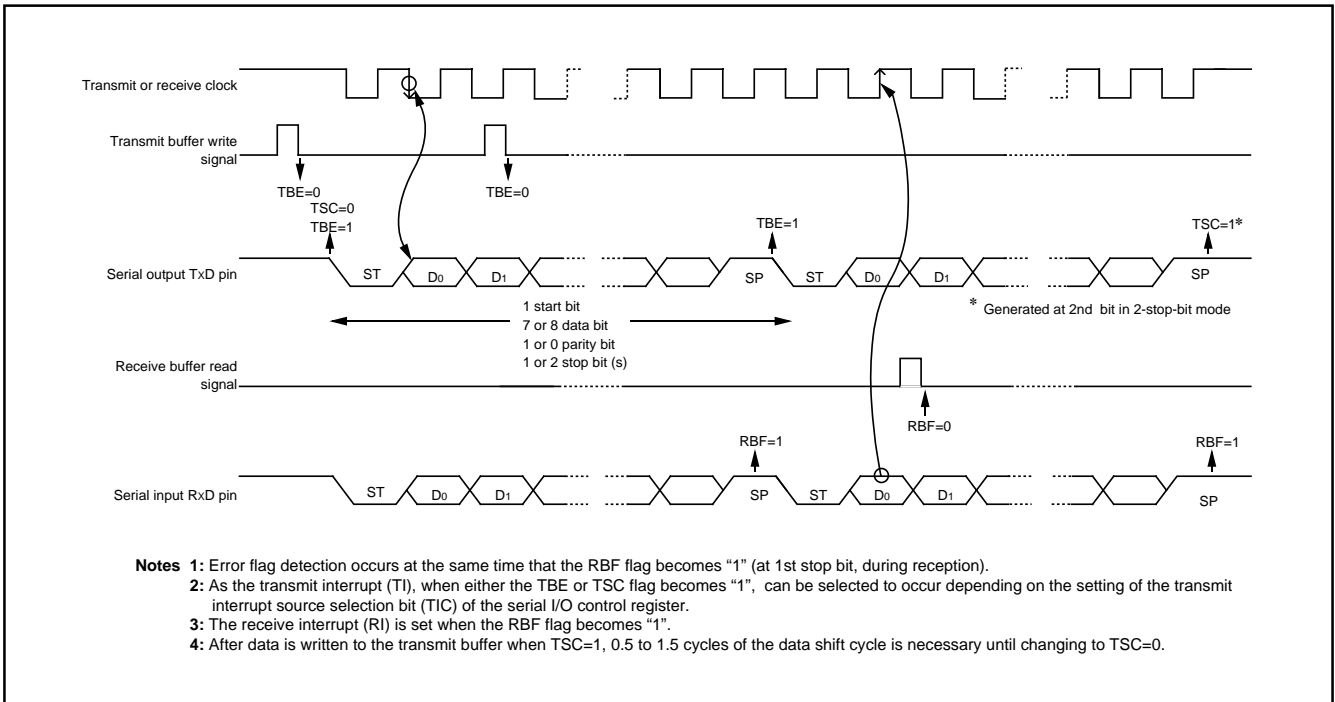 Transmit or receive clock
Transmit buffer write
signal
TBE=0
TBE=0
TSC=0
TBE=1
TBE=1
TSC=1*
Serial output TxD pin
ST
D0
D1
SP
ST
D0
D1
SP
* Generated at 2nd bit in 2-stop-bit mode
1 start bit
7 or 8 data bit
1 or 0 parity bit
1 or 2 stop bit (s)
Receive buffer read
signal
RBF=0
RBF=1
RBF=1
Serial input RxD pin
ST
D0
D1
SP
ST
D0
D1
SP
Notes 1: Error flag detection occurs at the same time that the RBF flag becomes “1” (at 1st stop bit, during reception).
2: As the transmit interrupt (TI), when either the TBE or TSC flag becomes “1”, can be selected to occur depending on the setting of the transmit
interrupt source selection bit (TIC) of the serial I/O control register.
3: The receive interrupt (RI) is set when the RBF flag becomes “1”.
4: After data is written to the transmit buffer when TSC=1, 0.5 to 1.5 cycles of the data shift cycle is necessary until changing to TSC=0.